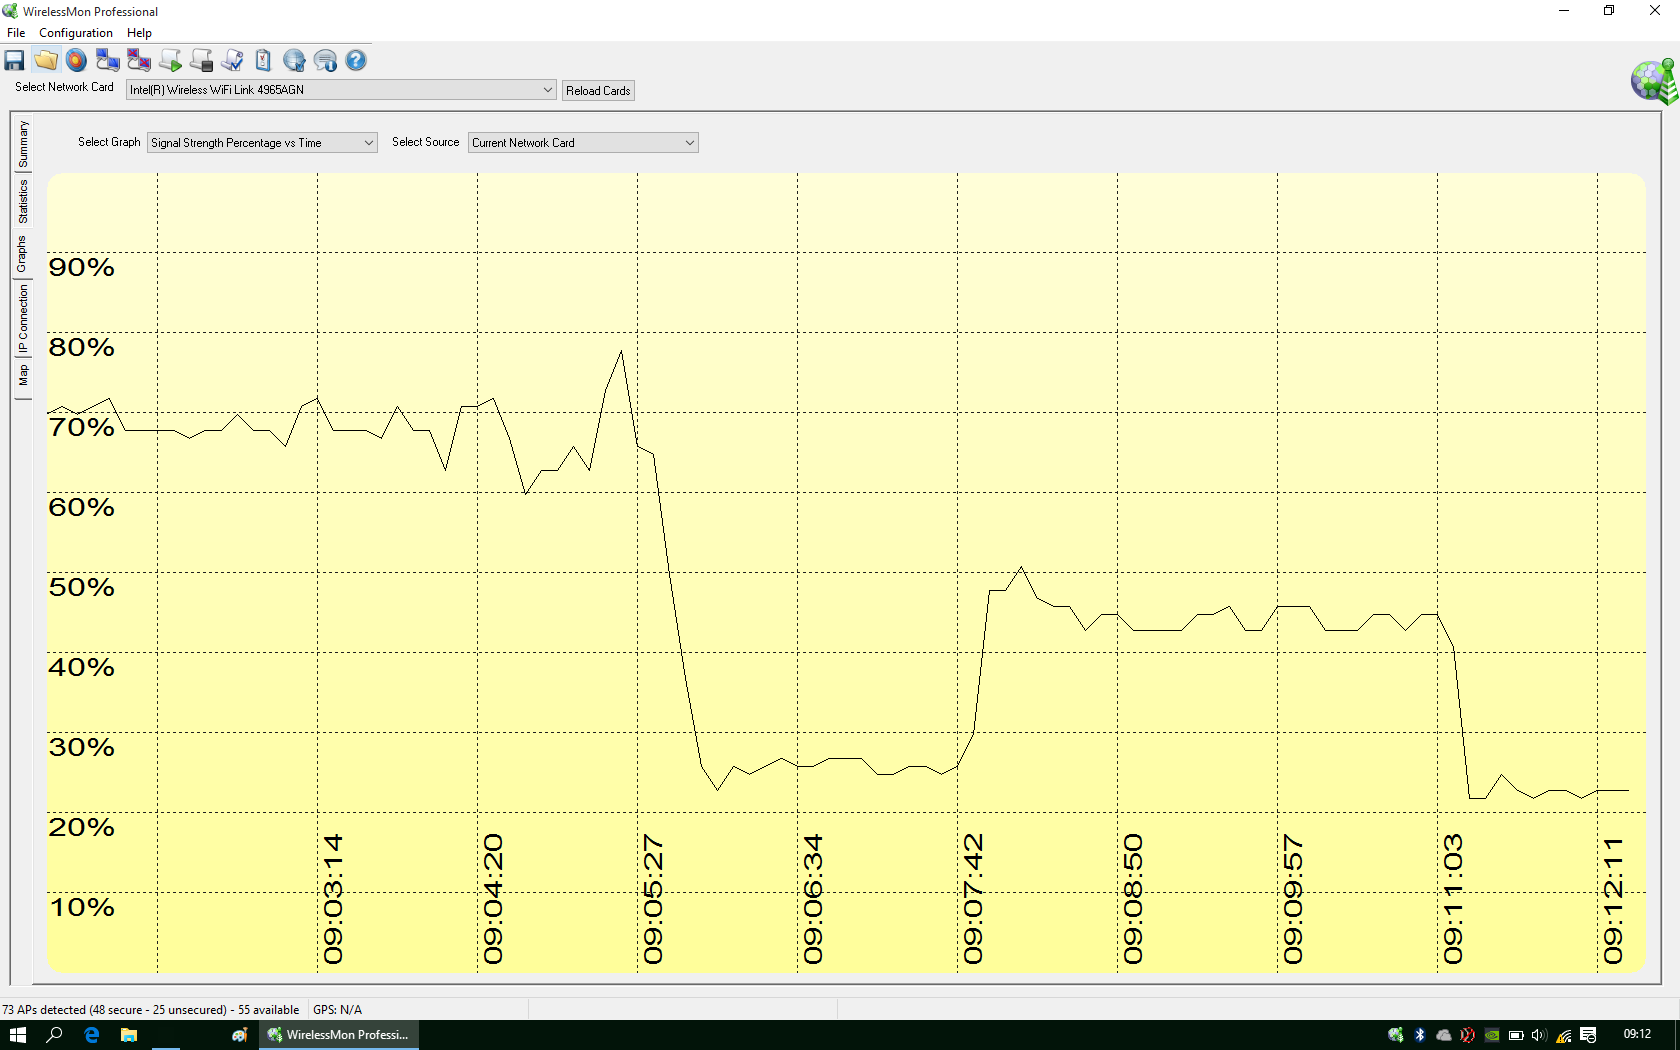 WirelessMon Professional
File Configuration Help
Select Network Card Intel(R) Wireless WiFi Link 4965AGN Reload Cards
Select Graph Signal Strength Percentage vs Time Select Source Current Network Card
Summary
Statistics
Graphs
IP Connection
Map
90%
80%
70%
60%
50%
40%
30%
20%
10%
09:03:14
09:04:20
09:05:27
09:06:34
09:07:42
09:08:50
09:09:57
09:11:03
09:12:11
73 APs detected (48 secure - 25 unsecured) - 55 available GPS: N/A
WirelessMon Professi... 09:12